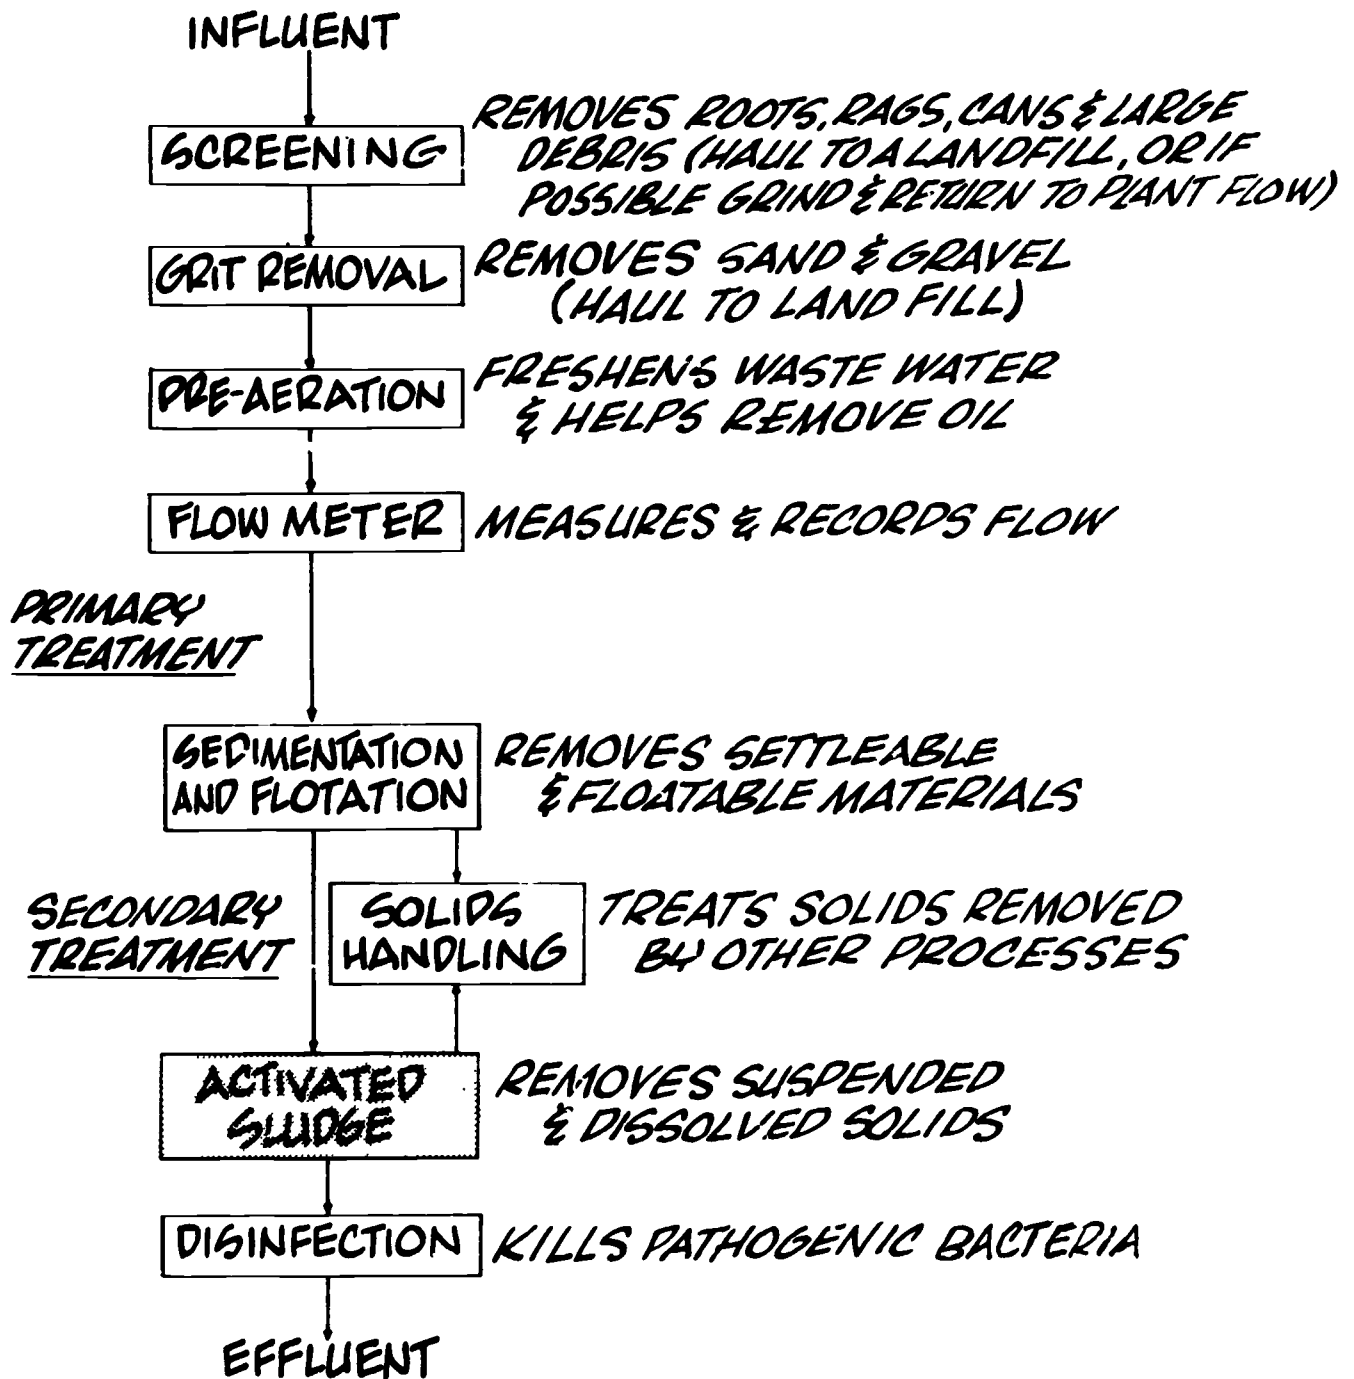 INFLUENT
SCREENING
REMOVES ROOTS, RAGS, CANS & LARGE
DEBRIS (HAUL TO A LANDFILL, OR IF
POSSIBLE GRIND & RETURN TO PLANT FLOW)
GRIT REMOVAL
REMOVES SAND & GRAVEL
(HAUL TO LAND FILL)
PRE-AERATION
FRESHENS WASTE WATER
& HELPS REMOVE OIL
FLOW METER
MEASURES & RECORDS FLOW
PRIMARY
TREATMENT
SEDIMENTATION
AND FLOTATION
REMOVES SETTLEABLE
& FLOATABLE MATERIALS
SECONDARY
TREATMENT
SOLIDS
HANDLING
TREATS SOLIDS REMOVED
BY OTHER PROCESSES
ACTIVATED
SLUDGE
REMOVES SUSPENDED
& DISSOLVED SOLIDS
DISINFECTION
KILLS PATHOGENIC BACTERIA
EFFLUENT